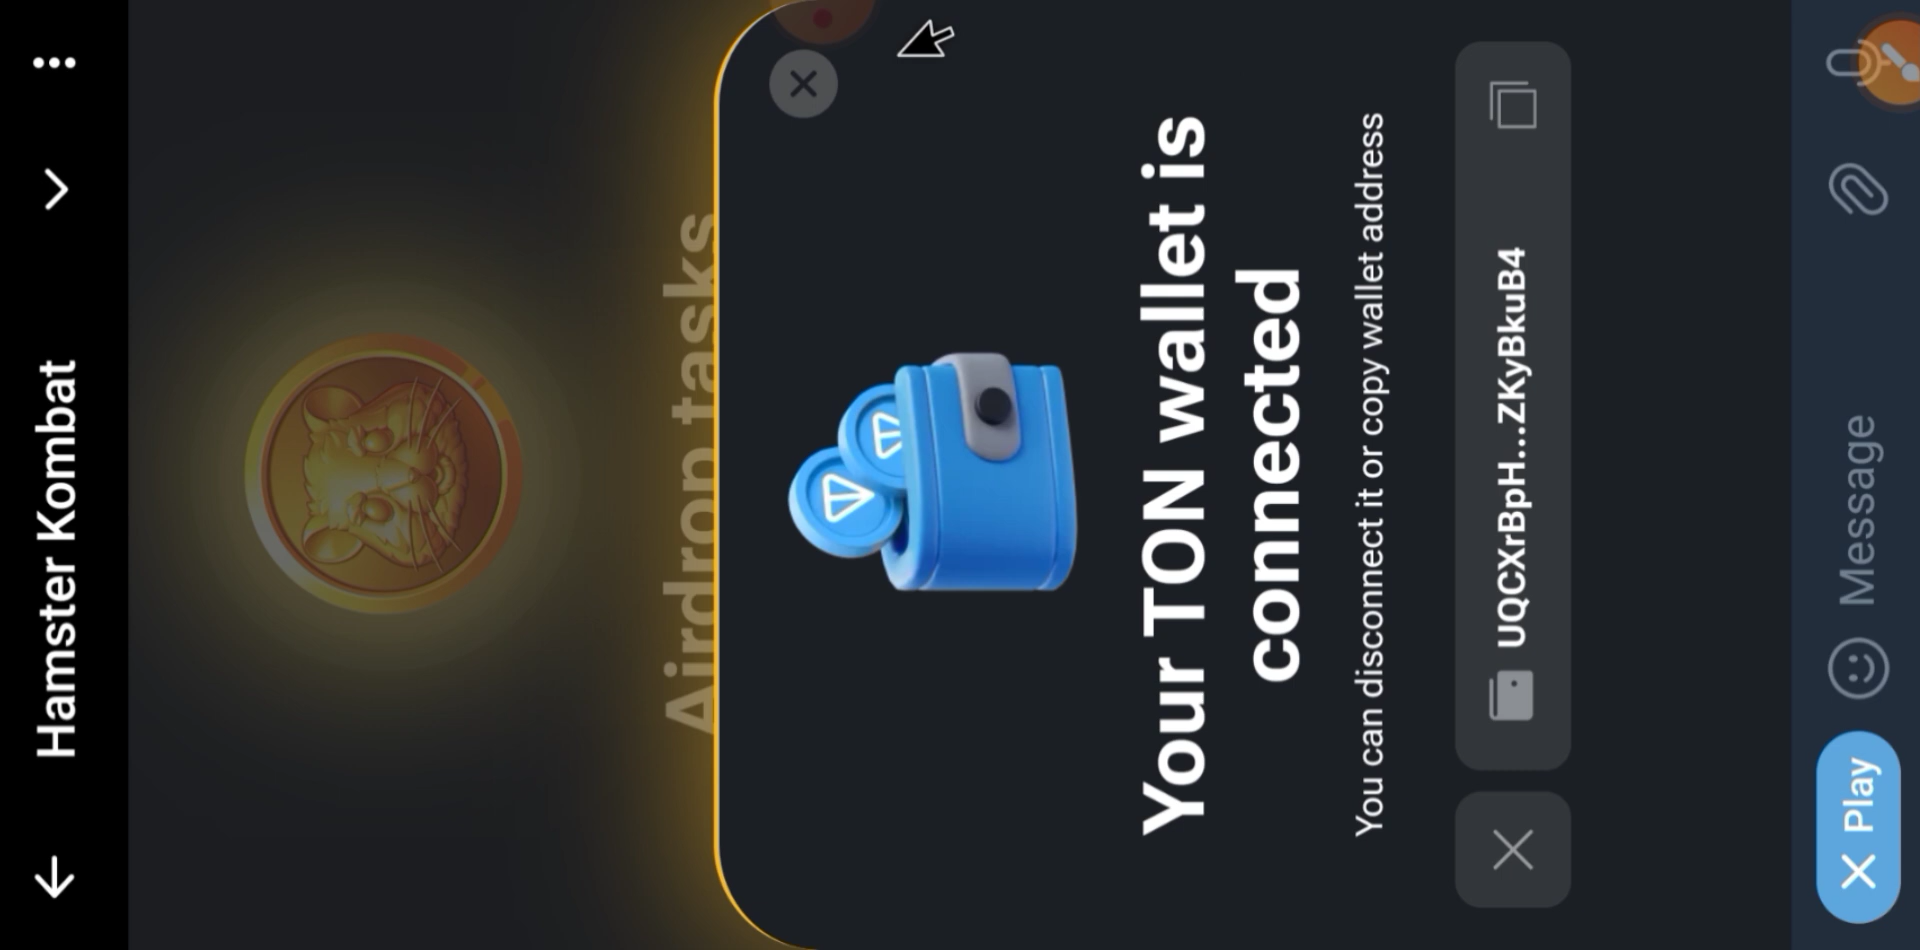 Hamster Kombat
Airdrop tasks
Your TON wallet is
connected
You can disconnect it or copy wallet address
UQCXrBpH...ZKyBkuB4
Play
Message